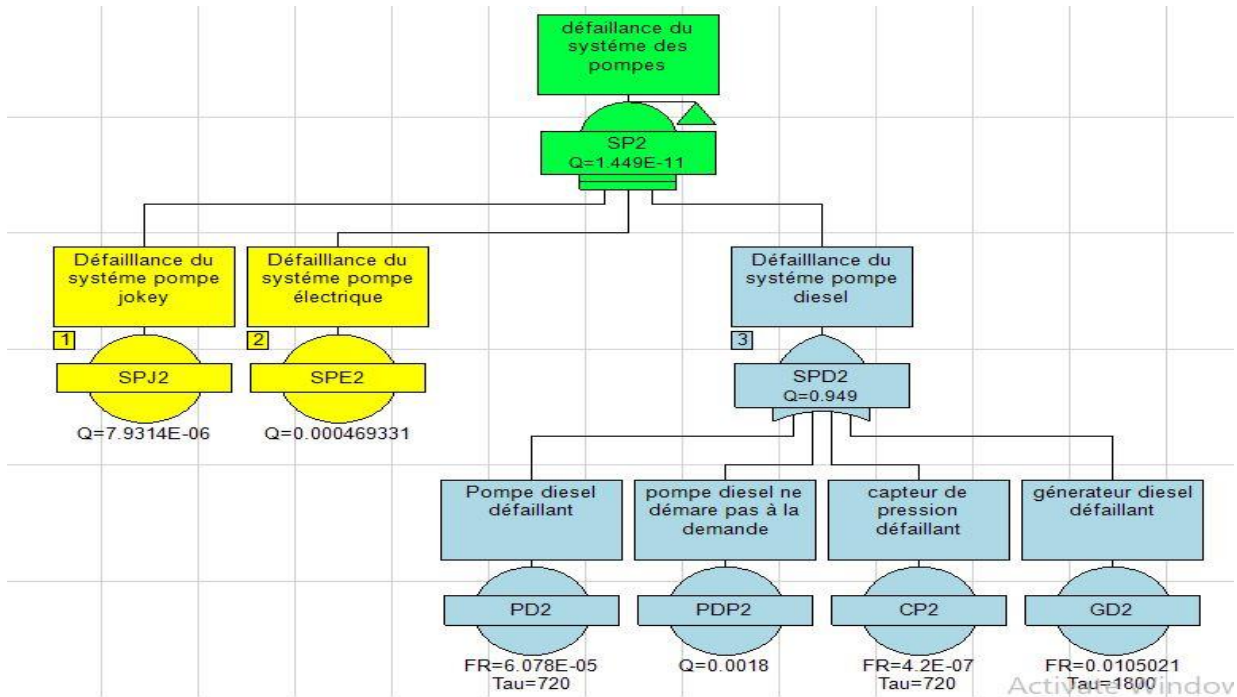 défaillance du
systéme des
pompes
SP2
Q=1.449E-11
Défailllance du
systéme pompe
jokey
Défailllance du
systéme pompe
électrique
Défailllance du
systéme pompe
diesel
1
2
3
SPJ2
SPE2
SPD2
Q=0.949
Q=7.9314E-06
Q=0.000469331
Pompe diesel
défaillant
pompe diesel ne
démare pas à la
demande
capteur de
pression
défaillant
génerateur diesel
défaillant
PD2
PDP2
CP2
GD2
FR=6.078E-05
Tau=720
Q=0.0018
FR=4.2E-07
Tau=720
FR=0.0105021
Tau=1800
Activate Window